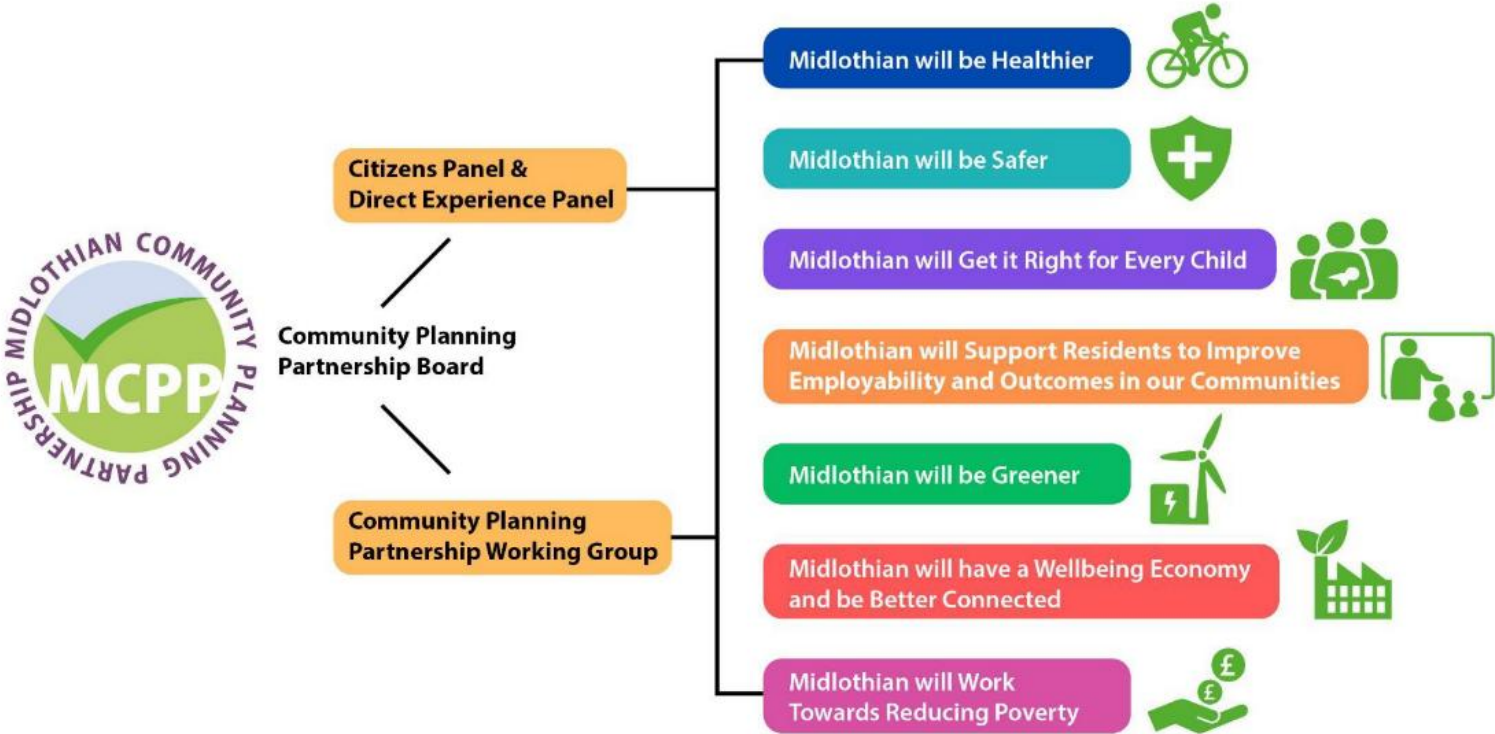 MIDLOTHIAN COMMUNITY PLANNING PARTNERSHIP
MCPP
Community Planning
Partnership Board
Citizens Panel &
Direct Experience Panel
Community Planning
Partnership Working Group
Midlothian will be Healthier
Midlothian will be Safer
Midlothian will Get it Right for Every Child
Midlothian will Support Residents to Improve
Employability and Outcomes in our Communities
Midlothian will be Greener
Midlothian will have a Wellbeing Economy
and be Better Connected
Midlothian will Work
Towards Reducing Poverty
£
£